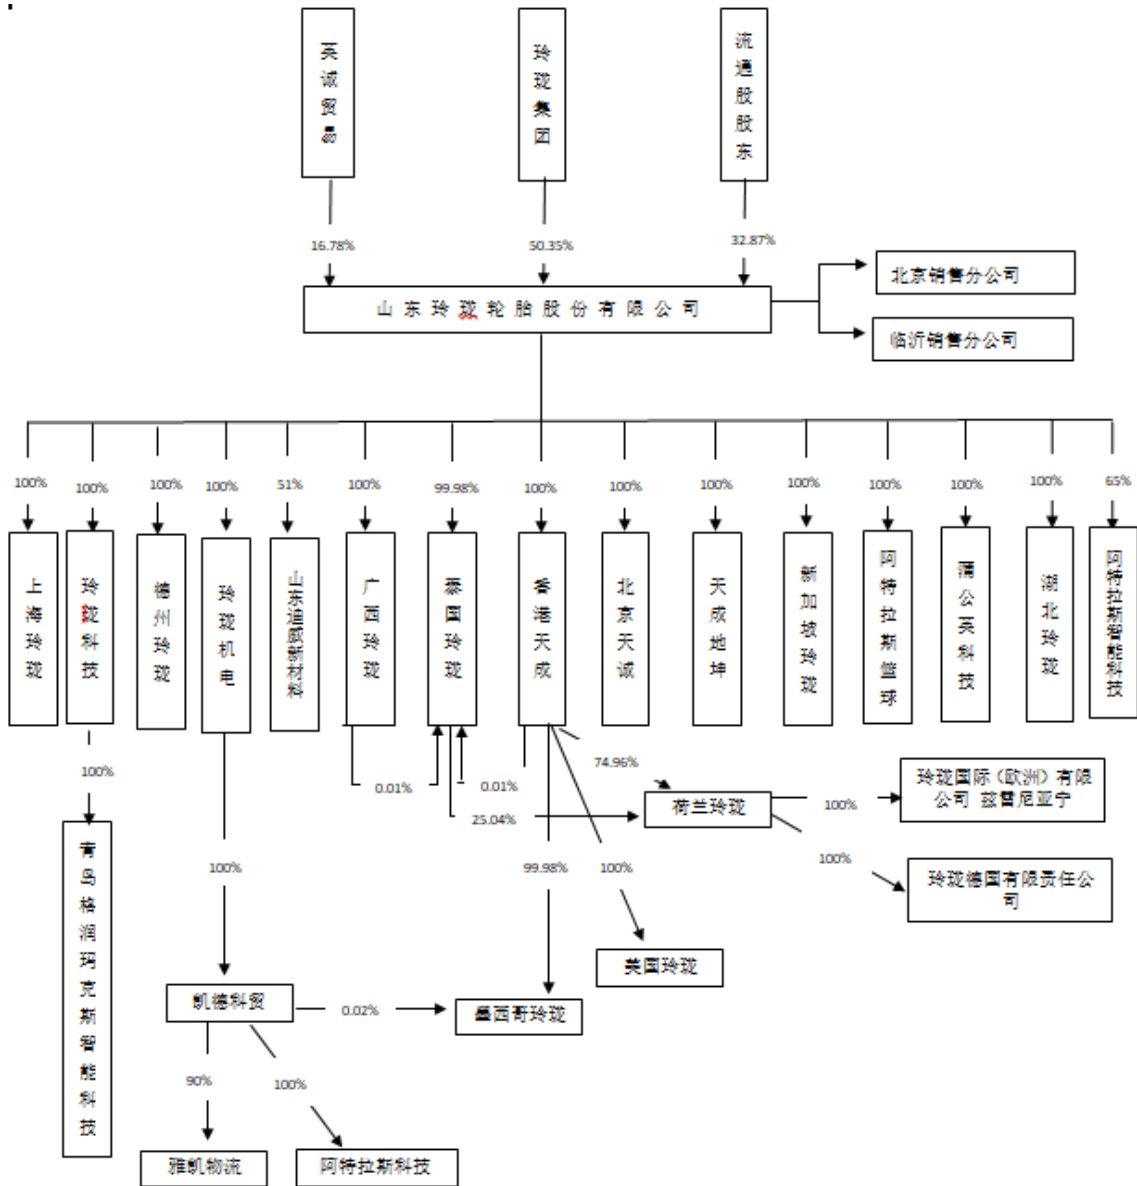 英诚贸易
玲珑集团
流通股股东
16.78%
50.35%
32.87%
山东玲珑轮胎股份有限公司
北京销售分公司
临沂销售分公司
100%
100%
100%
100%
51%
100%
99.98%
100%
100%
100%
100%
100%
100%
100%
65%
上海玲珑
玲珑科技
德州玲珑
玲珑机电
山东迪威新材料
广西玲珑
泰国玲珑
香港天成
北京天诚
天成地坤
新加坡玲珑
阿特拉斯篮球
蒲公英科技
湖北玲珑
阿特拉斯智能科技
100%
0.01%
0.01%
74.96%
25.04%
荷兰玲珑
100%
玲珑国际（欧洲）有限
公司 兹雷尼亚宁
100%
玲珑德国有限责任公
司
青岛格润玛克斯智能科技
100%
99.98%
100%
美国玲珑
凯德科贸
0.02%
墨西哥玲珑
90%
100%
雅凯物流
阿特拉斯科技